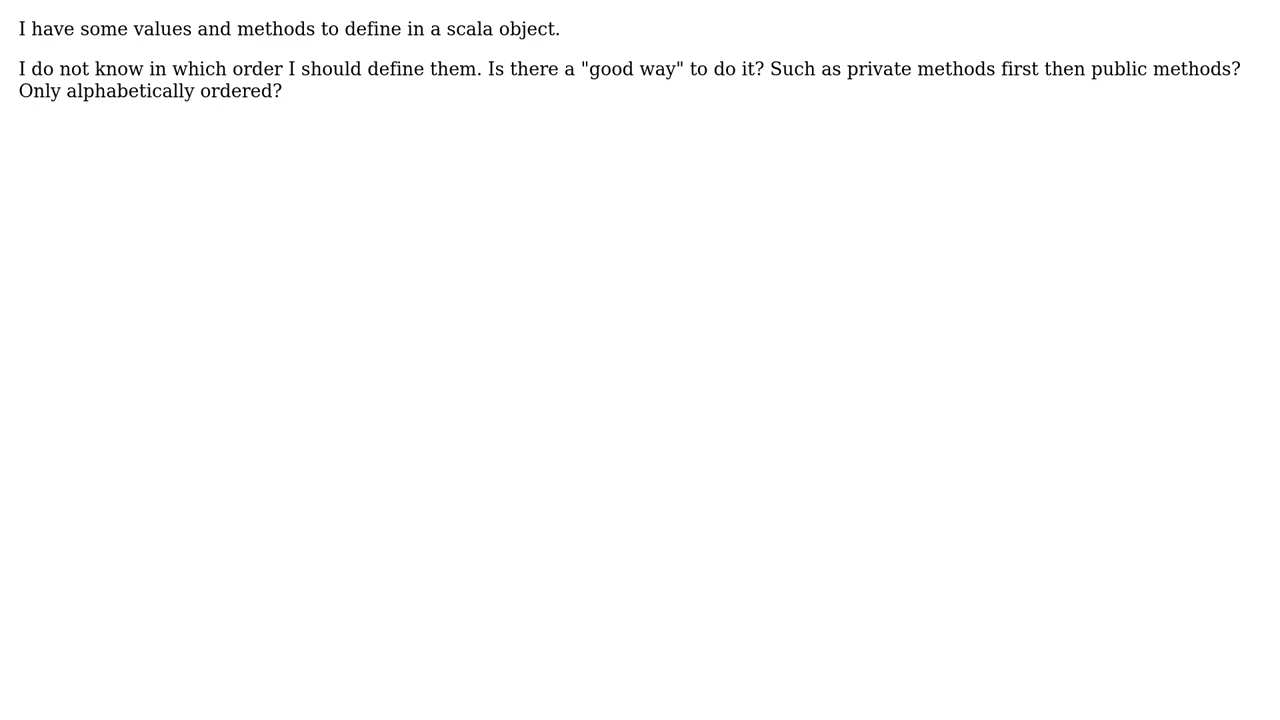 I have some values and methods to define in a scala object.
I do not know in which order I should define them. Is there a "good way" to do it? Such as private methods first then public methods?
Only alphabetically ordered?